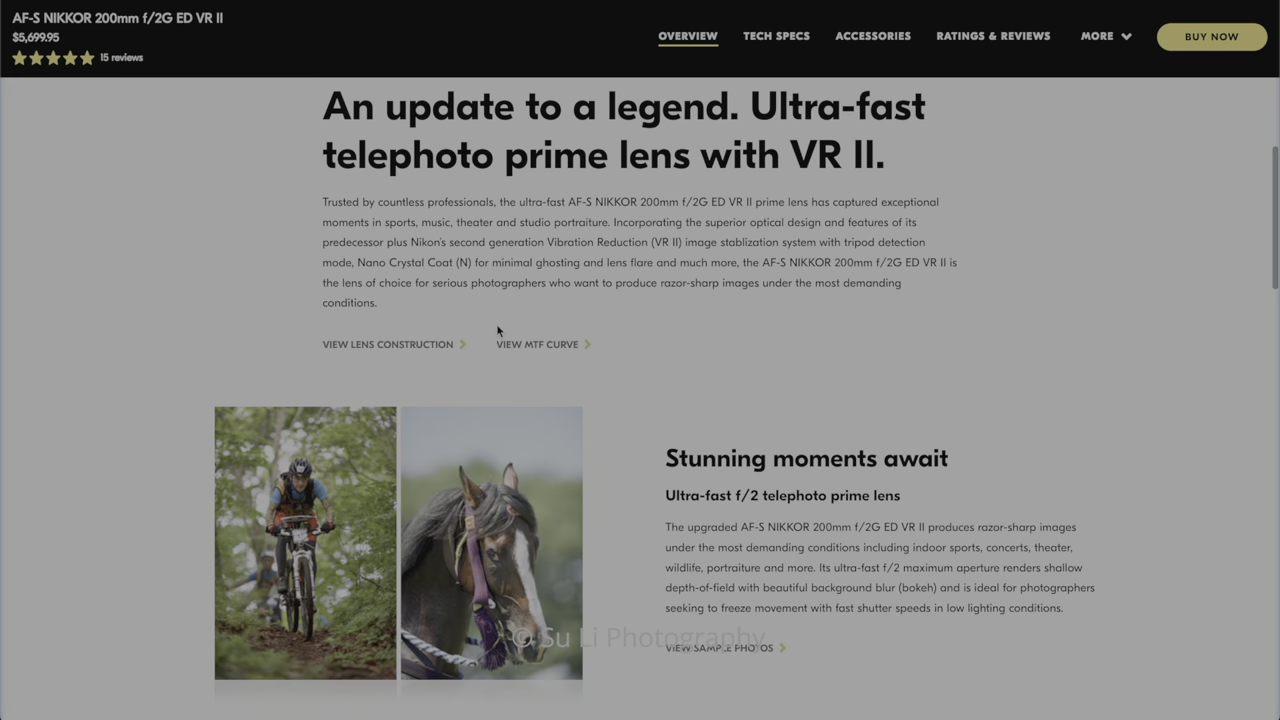 AF-S NIKKOR 200mm f/2G ED VR II
$5,699.95
15 reviews
OVERVIEW
TECH SPECS
ACCESSORIES
RATINGS & REVIEWS
MORE
BUY NOW
An update to a legend. Ultra-fast
telephoto prime lens with VR II.
Trusted by countless professionals, the ultra-fast AF-S NIKKOR 200mm f/2G ED VR II prime lens has captured exceptional
moments in sports, music, theater and studio portraiture. Incorporating the superior optical design and features of its
predecessor plus Nikon's second generation Vibration Reduction (VR II) image stablization system with tripod detection
mode, Nano Crystal Coat (N) for minimal ghosting and lens flare and much more, the AF-S NIKKOR 200mm f/2G ED VR II is
the lens of choice for serious photographers who want to produce razor-sharp images under the most demanding
conditions.
VIEW LENS CONSTRUCTION
VIEW MTF CURVE
Stunning moments await
Ultra-fast f/2 telephoto prime lens
The upgraded AF-S NIKKOR 200mm f/2G ED VR II produces razor-sharp images
under the most demanding conditions including indoor sports, concerts, theater,
wildlife, portraiture and more. Its ultra-fast f/2 maximum aperture renders shallow
depth-of-field with beautiful background blur (bokeh) and is ideal for photographers
seeking to freeze movement with fast shutter speeds in low lighting conditions.
© Su Li Photography
VIEW SAMPLE PHOTOS